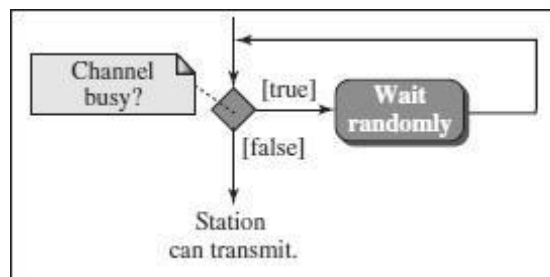 Channel
busy?
[true]
Wait
randomly
[false]
Station
can transmit.